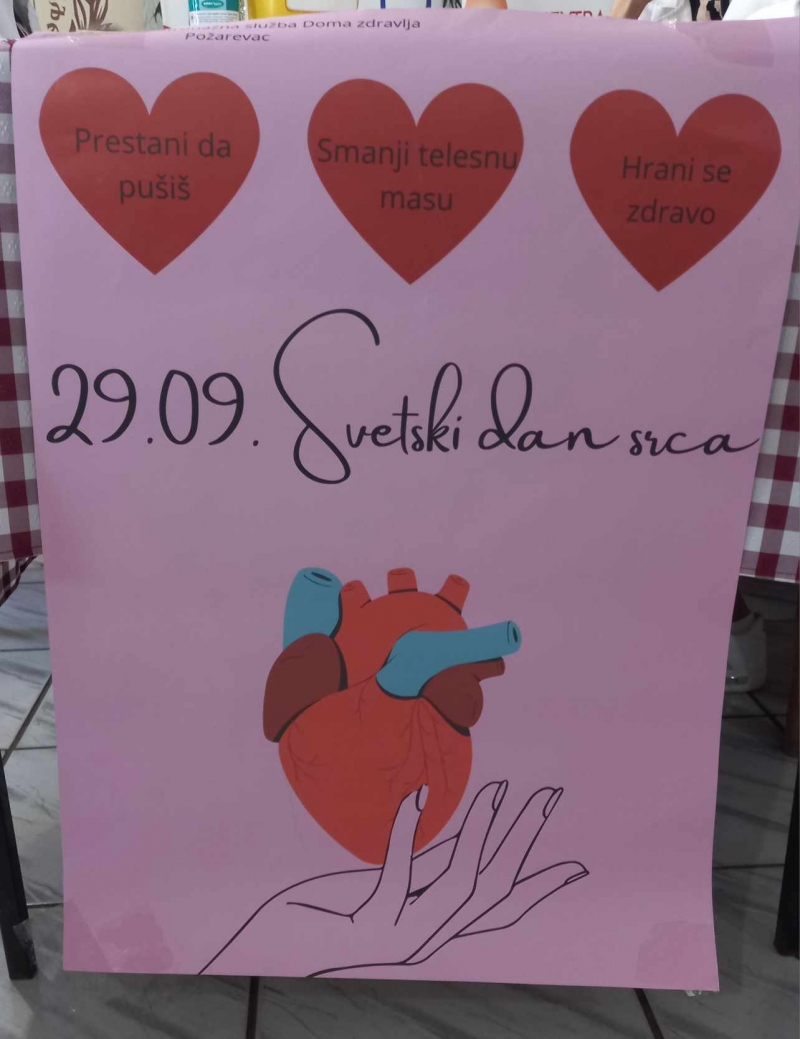 služba Doma zdravlja
Požarevac
Prestani da
pušiš
Smanji telesnu
masu
Hrani se
zdravo
29.09. Svetski dan srca